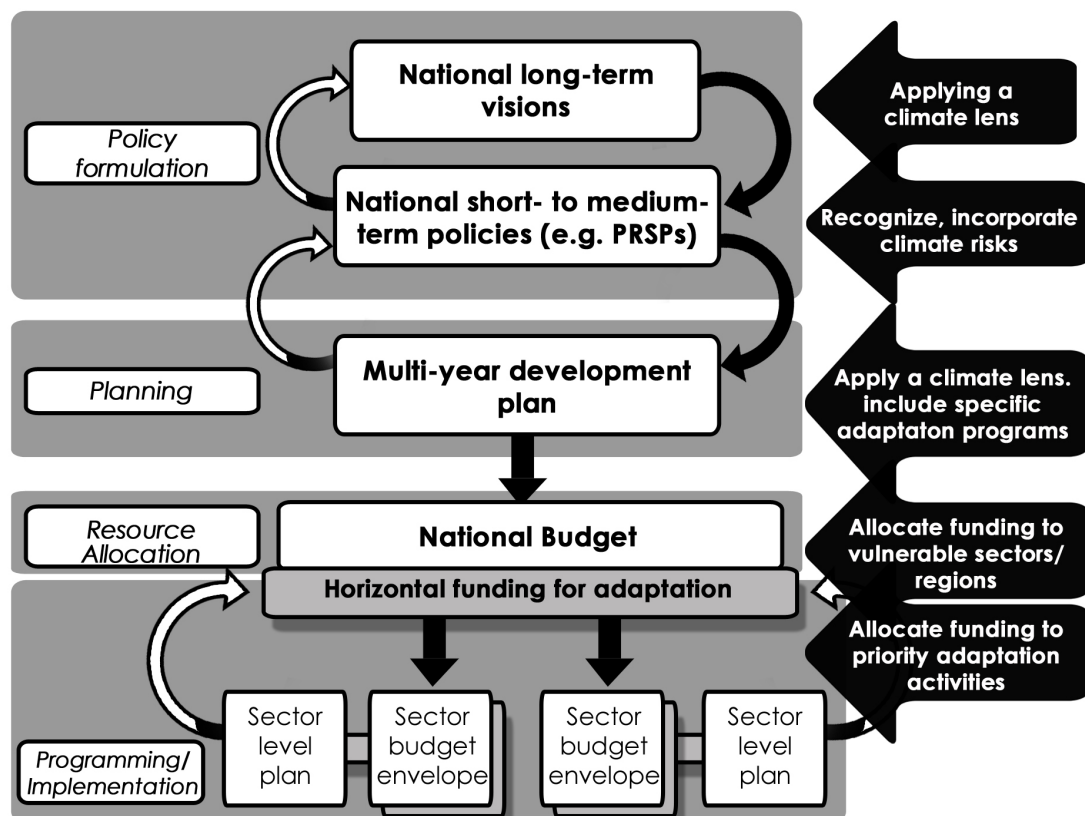 National long-term
visions
Applying a
climate lens
Policy
formulation
National short- to medium-
term policies (e.g. PRSPs)
Recognize, incorporate
climate risks
Planning
Multi-year development
plan
Apply a climate lens.
include specific
adaptaton programs
Resource
Allocation
National Budget
Allocate funding to
vulnerable sectors/
regions
Horizontal funding for adaptation
Allocate funding to
priority adaptation
activities
Programming/
Implementation
Sector
level
plan
Sector
budget
envelope
Sector
budget
envelope
Sector
level
plan